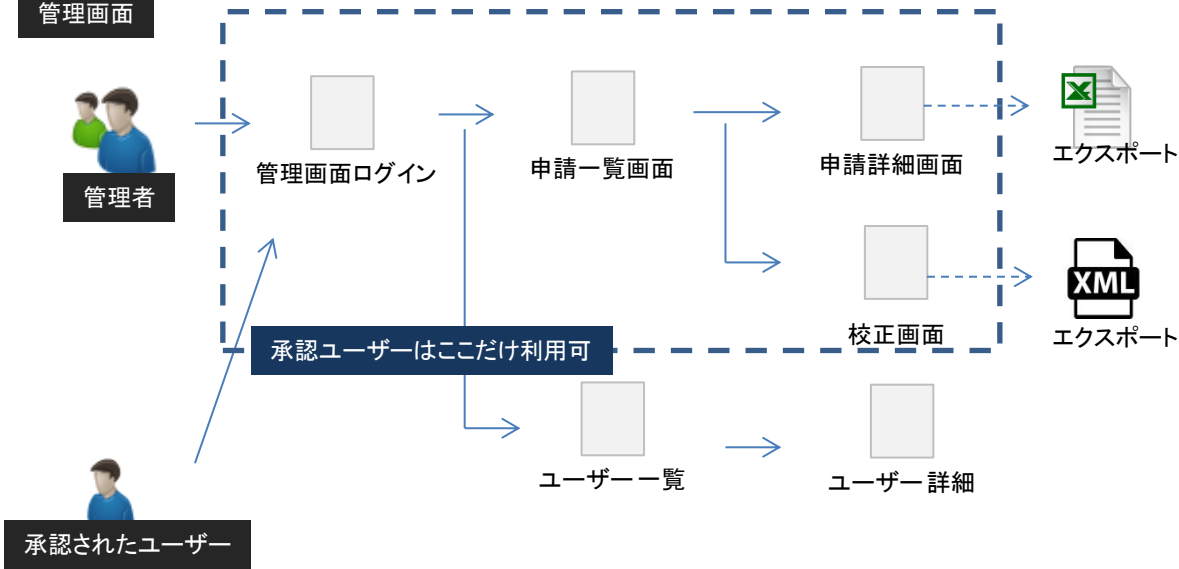 管理画面
管理者
管理画面ログイン
申請一覧画面
申請詳細画面
エクスポート
XML
エクスポート
校正画面
承認ユーザーはここだけ利用可
ユーザー一覧
ユーザー詳細
承認されたユーザー